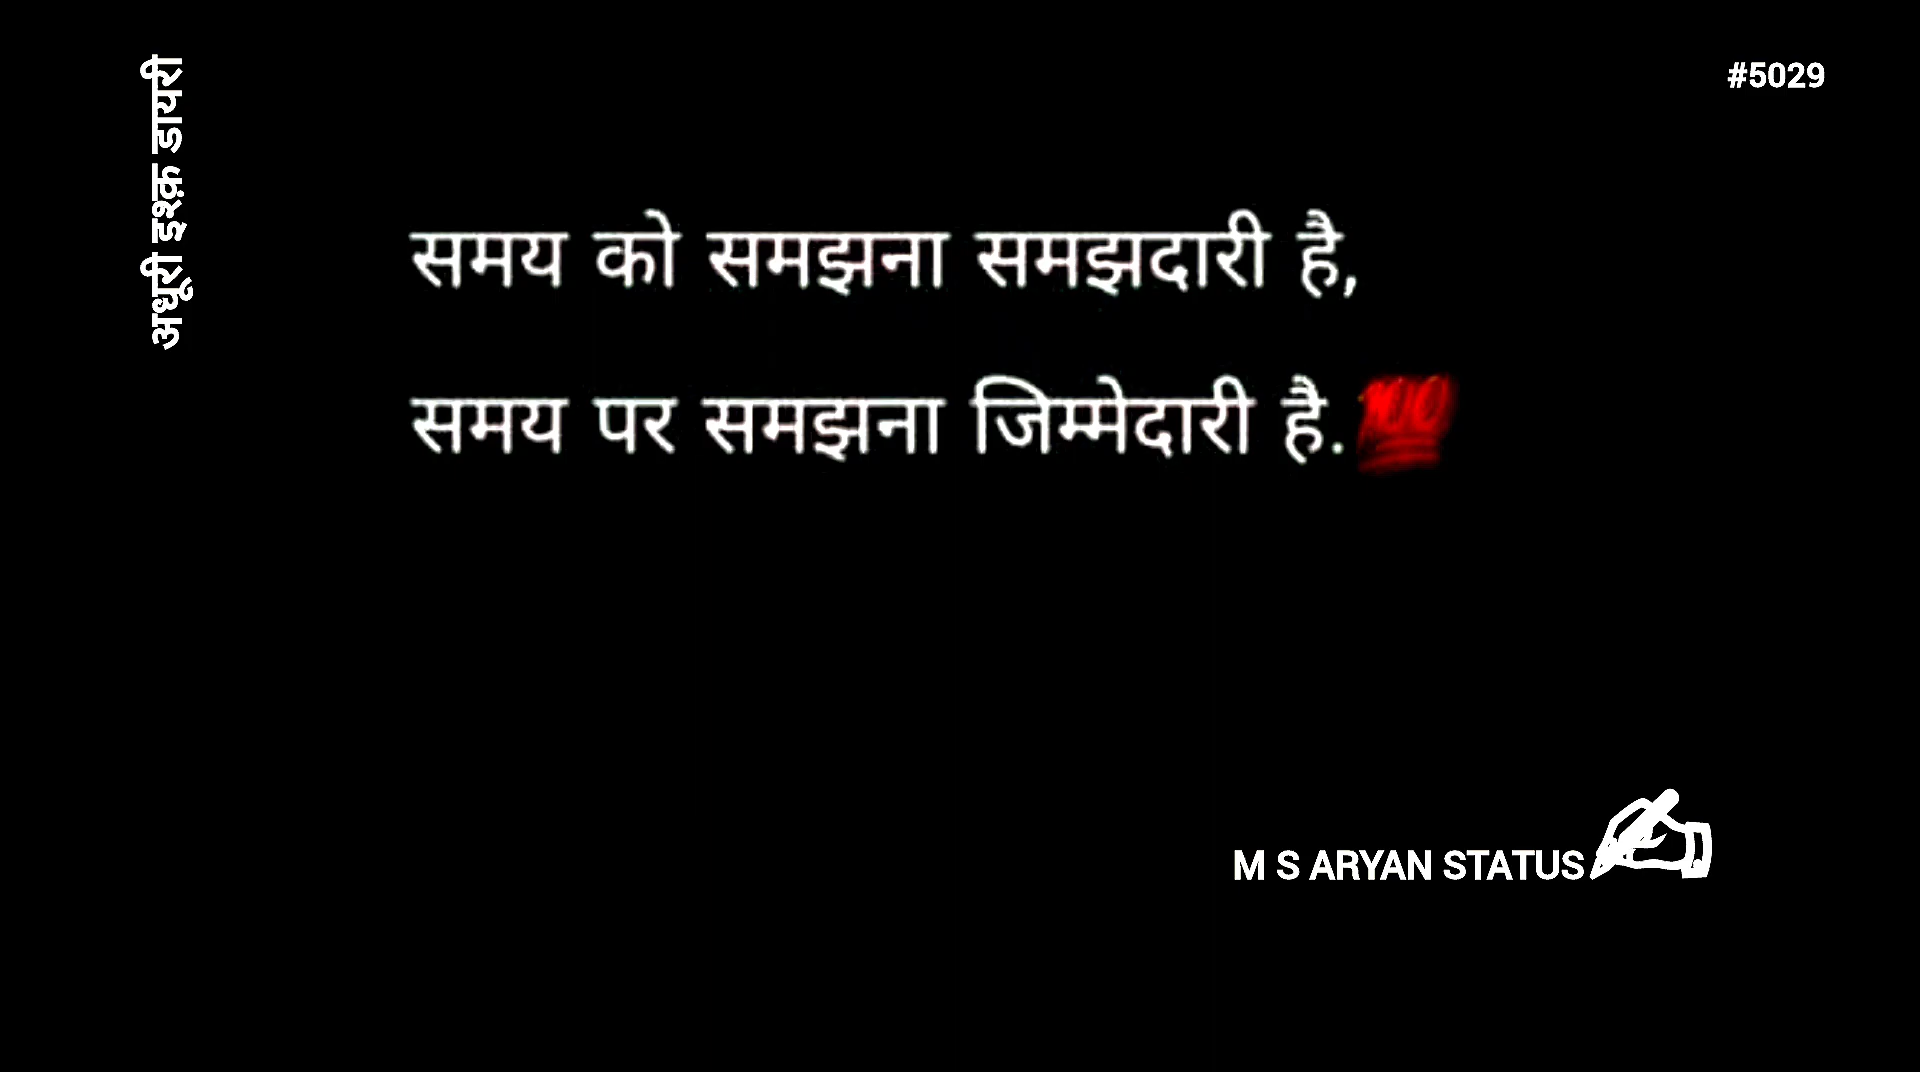 अधूरी इश्क़ डायरी
#5029
समय को समझना समझदारी है,
समय पर समझना जिम्मेदारी है.💯
M S ARYAN STATUS✍